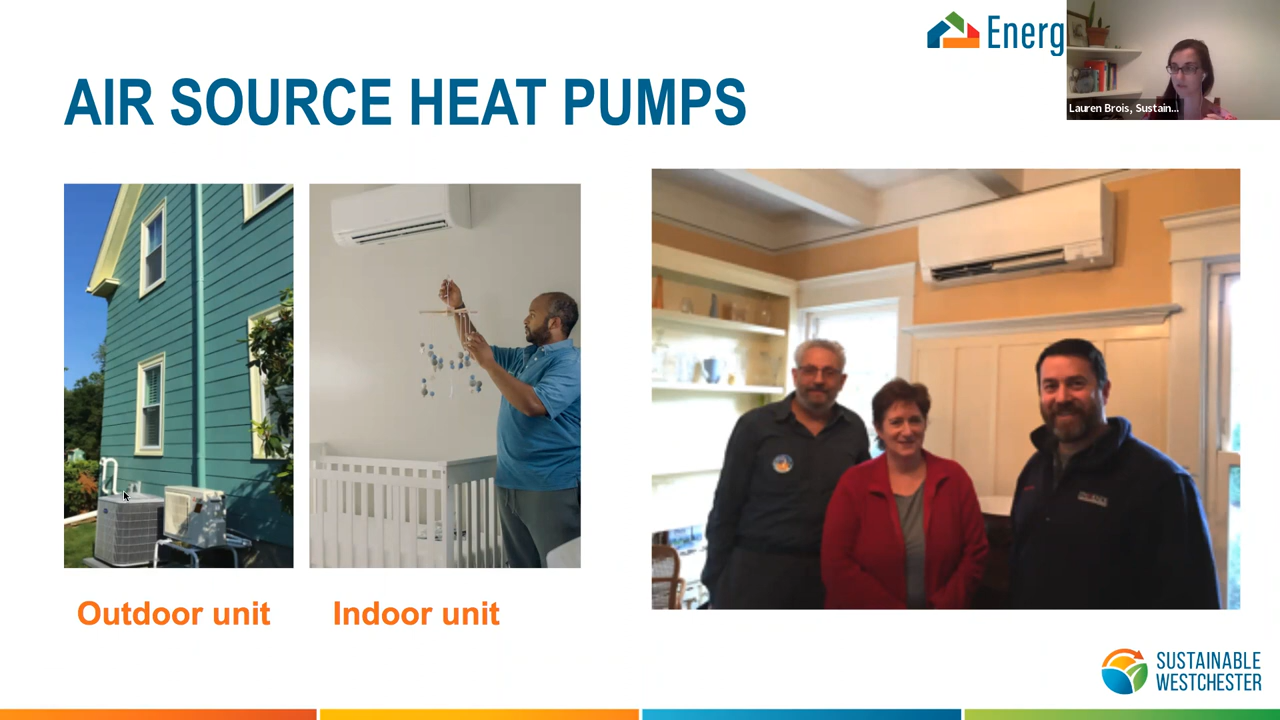 Energ
Lauren Brois, Sustain...
AIR SOURCE HEAT PUMPS
Outdoor unit
Indoor unit
SUSTAINABLE
WESTCHESTER